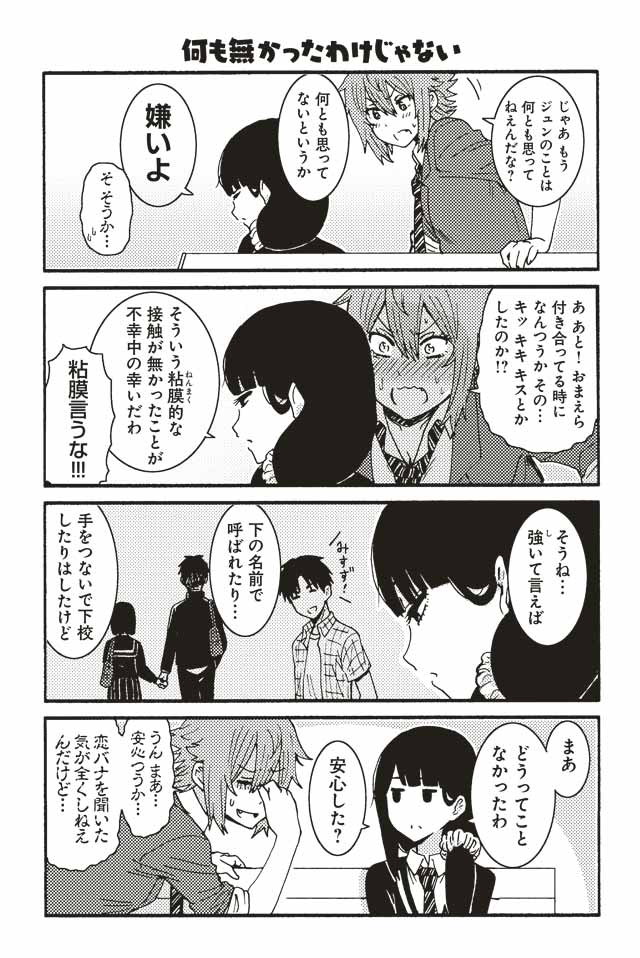 何も無かったわけじゃない
じゃあ もう
ジュンのことは
何とも思って
ねえんだな?
何とも思って
ないというか
嫌いよ
そ そうか…
あ あと! おまえら
付き合ってる時に
なんつうか その…
キッ キキ キスとか
したのか!?
そういう粘膜的な
ねんまく
接触が無かったことが
不幸中の幸いだわ
粘膜言うな!!!
そうね…
強いて言えば
し
みすず!
下の名前で
呼ばれたり…
手をつないで下校
したりはしたけど
まあ
どうってこと
なかったわ
安心した?
うん まあ…
安心つうか…
恋バナを聞いた
気が全くしねえ
んだけど…